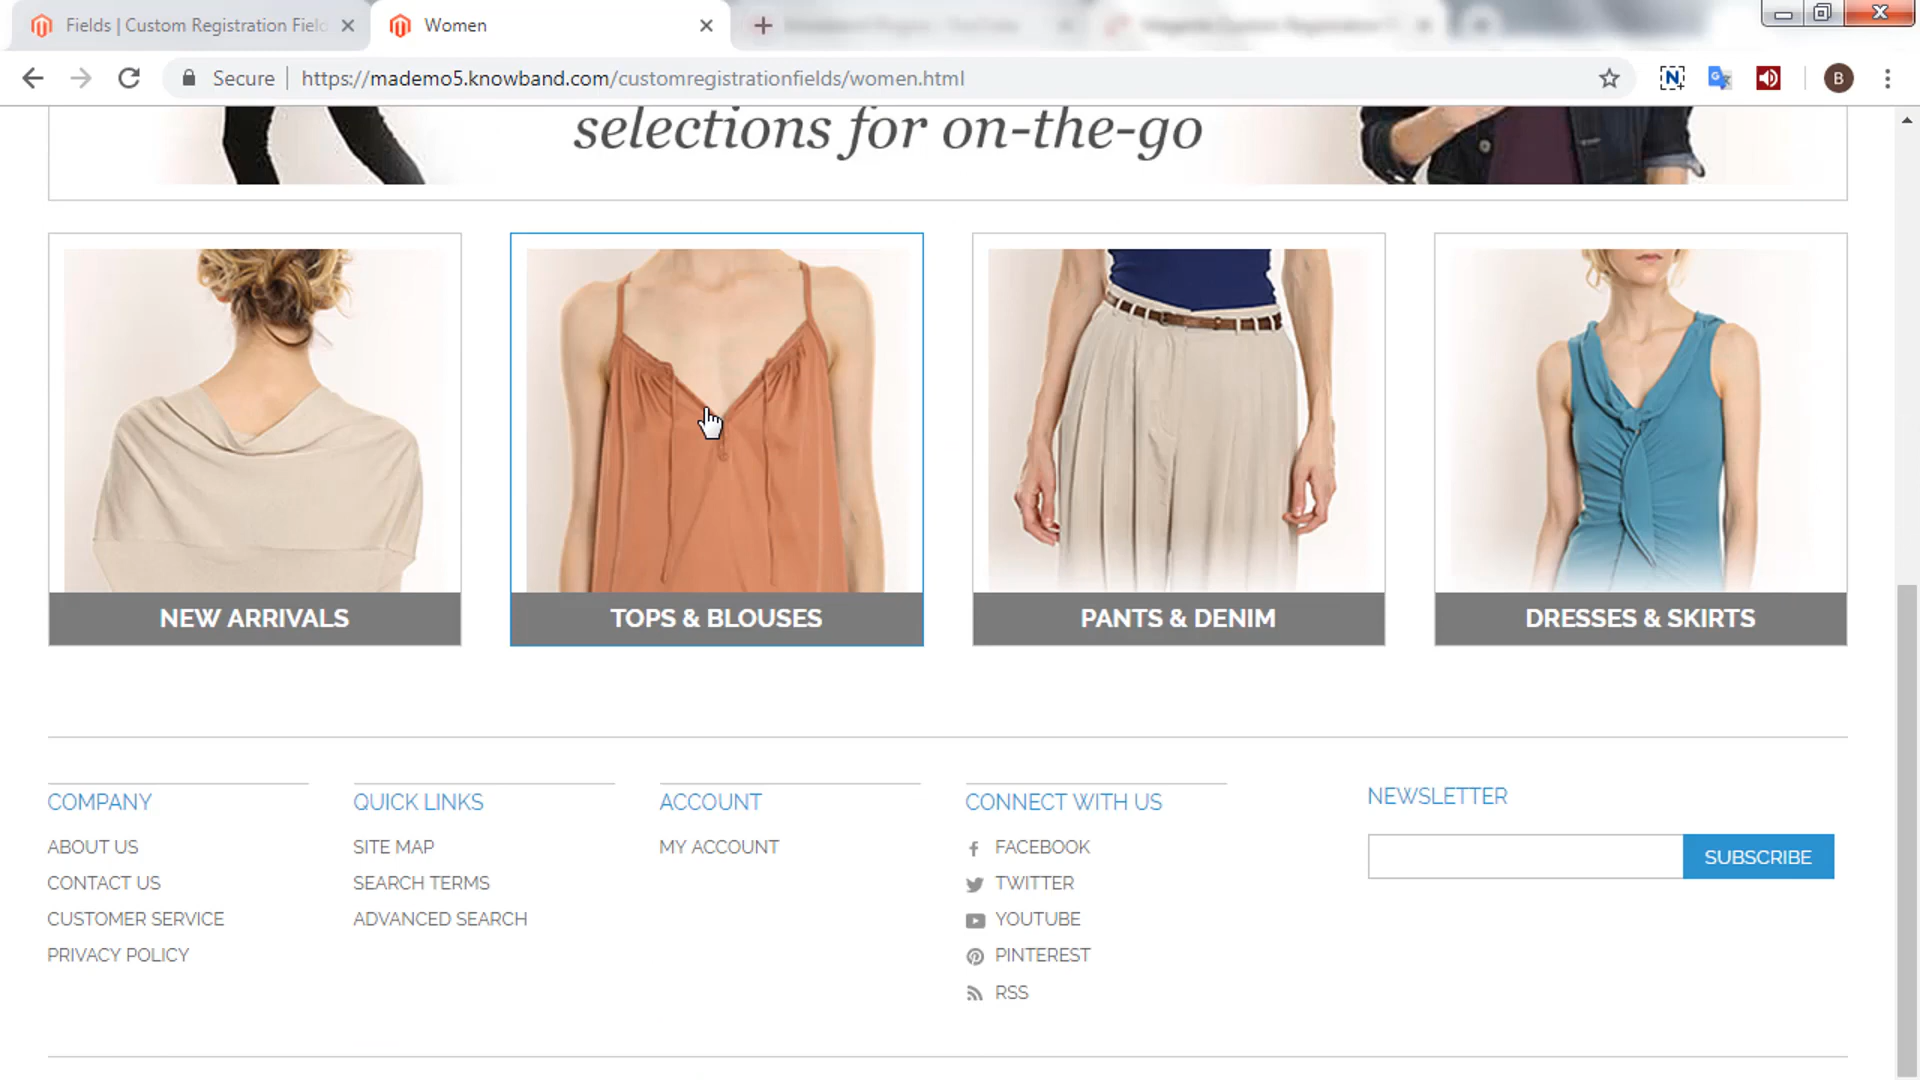 Fields | Custom Registration Field
Women
Secure
https://mademo5.knowband.com/customregistrationfields/women.html
B
selections for on-the-go
NEW ARRIVALS
TOPS & BLOUSES
PANTS & DENIM
DRESSES & SKIRTS
COMPANY
ABOUT US
CONTACT US
CUSTOMER SERVICE
PRIVACY POLICY
QUICK LINKS
SITE MAP
SEARCH TERMS
ADVANCED SEARCH
ACCOUNT
MY ACCOUNT
CONNECT WITH US
FACEBOOK
TWITTER
YOUTUBE
PINTEREST
RSS
NEWSLETTER
SUBSCRIBE